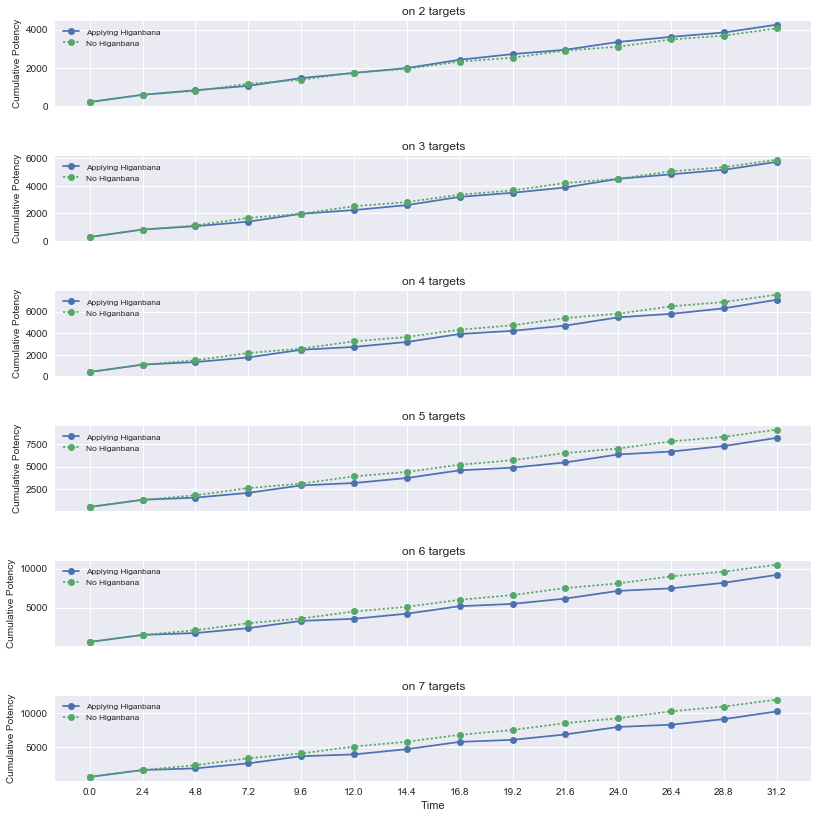 on 2 targets
Cumulative Potency
4000
2000
0
Applying Higanbana
No Higanbana
on 3 targets
Cumulative Potency
6000
4000
2000
0
Applying Higanbana
No Higanbana
on 4 targets
Cumulative Potency
6000
4000
2000
0
Applying Higanbana
No Higanbana
on 5 targets
Cumulative Potency
7500
5000
2500
Applying Higanbana
No Higanbana
on 6 targets
Cumulative Potency
10000
5000
Applying Higanbana
No Higanbana
on 7 targets
Cumulative Potency
10000
5000
Applying Higanbana
No Higanbana
0.0 2.4 4.8 7.2 9.6 12.0 14.4 16.8 19.2 21.6 24.0 26.4 28.8 31.2
Time